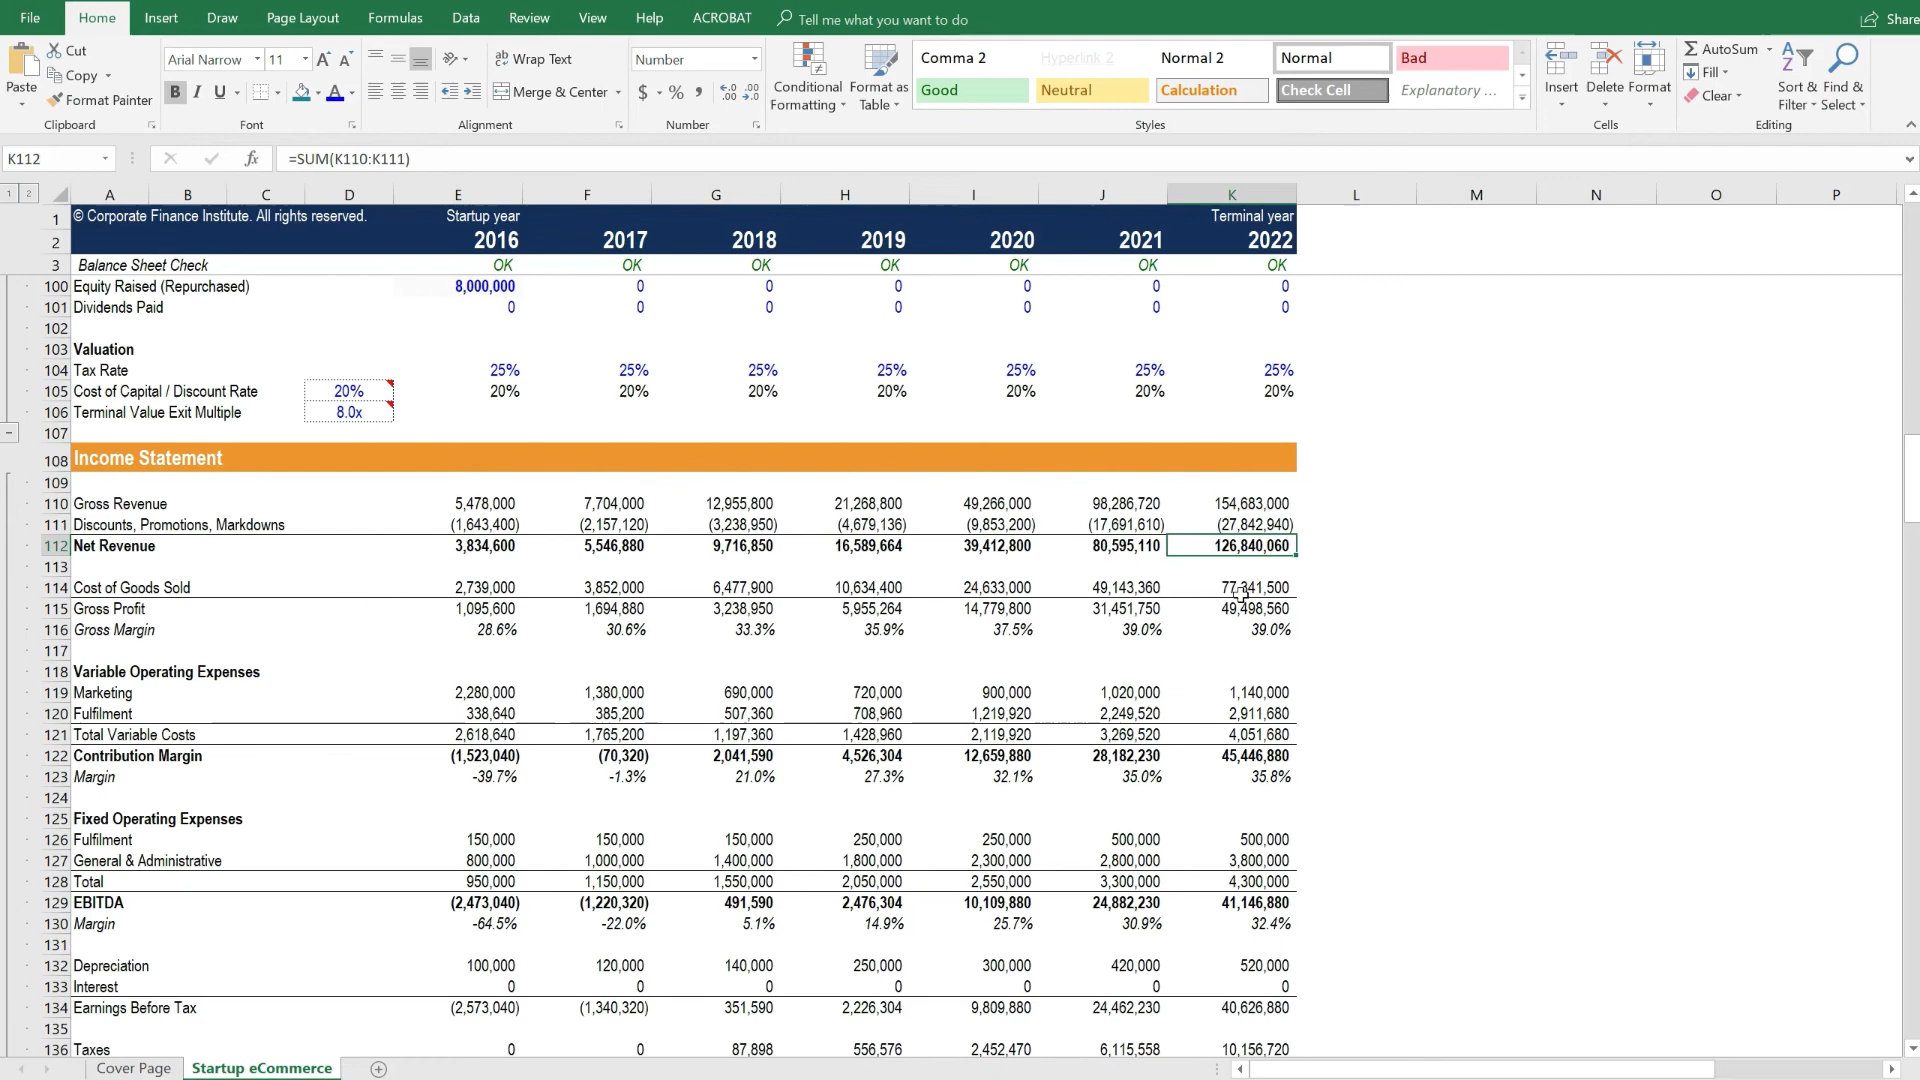 File Home Insert Draw Page Layout Formulas Data Review View Help ACROBAT Tell me what you want to do Share
Paste Cut Copy Format Painter Clipboard
Arial Narrow 11 A A B I U A Font
ab Wrap Text Merge & Center Alignment
Number $ % , Number
Conditional Formatting Format as Table
Comma 2 Hyperlink 2 Normal 2 Normal Bad
Good Neutral Calculation Check Cell Explanatory ...
Styles
Insert Delete Format Cells
AutoSum Fill Clear Sort & Filter Find & Select Editing
K112 fx =SUM(K110:K111)
1 2 A B C D E F G H I J K L M N O P
1 © Corporate Finance Institute. All rights reserved. Startup year Terminal year
2 2016 2017 2018 2019 2020 2021 2022
3 Balance Sheet Check OK OK OK OK OK OK OK
100 Equity Raised (Repurchased) 8,000,000 0 0 0 0 0 0
101 Dividends Paid 0 0 0 0 0 0 0
102
103 Valuation
104 Tax Rate 25% 25% 25% 25% 25% 25% 25%
105 Cost of Capital / Discount Rate 20% 20% 20% 20% 20% 20% 20% 20%
106 Terminal Value Exit Multiple 8.0x
107
108 Income Statement
109
110 Gross Revenue 5,478,000 7,704,000 12,955,800 21,268,800 49,266,000 98,286,720 154,683,000
111 Discounts, Promotions, Markdowns (1,643,400) (2,157,120) (3,238,950) (4,679,136) (9,853,200) (17,691,610) (27,842,940)
112 Net Revenue 3,834,600 5,546,880 9,716,850 16,589,664 39,412,800 80,595,110 126,840,060
113
114 Cost of Goods Sold 2,739,000 3,852,000 6,477,900 10,634,400 24,633,000 49,143,360 77,341,500
115 Gross Profit 1,095,600 1,694,880 3,238,950 5,955,264 14,779,800 31,451,750 49,498,560
116 Gross Margin 28.6% 30.6% 33.3% 35.9% 37.5% 39.0% 39.0%
117
118 Variable Operating Expenses
119 Marketing 2,280,000 1,380,000 690,000 720,000 900,000 1,020,000 1,140,000
120 Fulfilment 338,640 385,200 507,360 708,960 1,219,920 2,249,520 2,911,680
121 Total Variable Costs 2,618,640 1,765,200 1,197,360 1,428,960 2,119,920 3,269,520 4,051,680
122 Contribution Margin (1,523,040) (70,320) 2,041,590 4,526,304 12,659,880 28,182,230 45,446,880
123 Margin -39.7% -1.3% 21.0% 27.3% 32.1% 35.0% 35.8%
124
125 Fixed Operating Expenses
126 Fulfilment 150,000 150,000 150,000 250,000 250,000 500,000 500,000
127 General & Administrative 800,000 1,000,000 1,400,000 1,800,000 2,300,000 2,800,000 3,800,000
128 Total 950,000 1,150,000 1,550,000 2,050,000 2,550,000 3,300,000 4,300,000
129 EBITDA (2,473,040) (1,220,320) 491,590 2,476,304 10,109,880 24,882,230 41,146,880
130 Margin -64.5% -22.0% 5.1% 14.9% 25.7% 30.9% 32.4%
131
132 Depreciation 100,000 120,000 140,000 250,000 300,000 420,000 520,000
133 Interest 0 0 0 0 0 0 0
134 Earnings Before Tax (2,573,040) (1,340,320) 351,590 2,226,304 9,809,880 24,462,230 40,626,880
135
136 Taxes 0 0 87,898 556,576 2,452,470 6,115,558 10,156,720
Cover Page Startup eCommerce